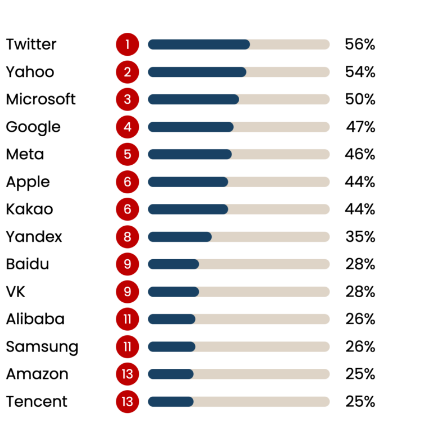 Twitter 1 56%
Yahoo 2 54%
Microsoft 3 50%
Google 4 47%
Meta 5 46%
Apple 6 44%
Kakao 6 44%
Yandex 8 35%
Baidu 9 28%
VK 9 28%
Alibaba 11 26%
Samsung 11 26%
Amazon 13 25%
Tencent 13 25%